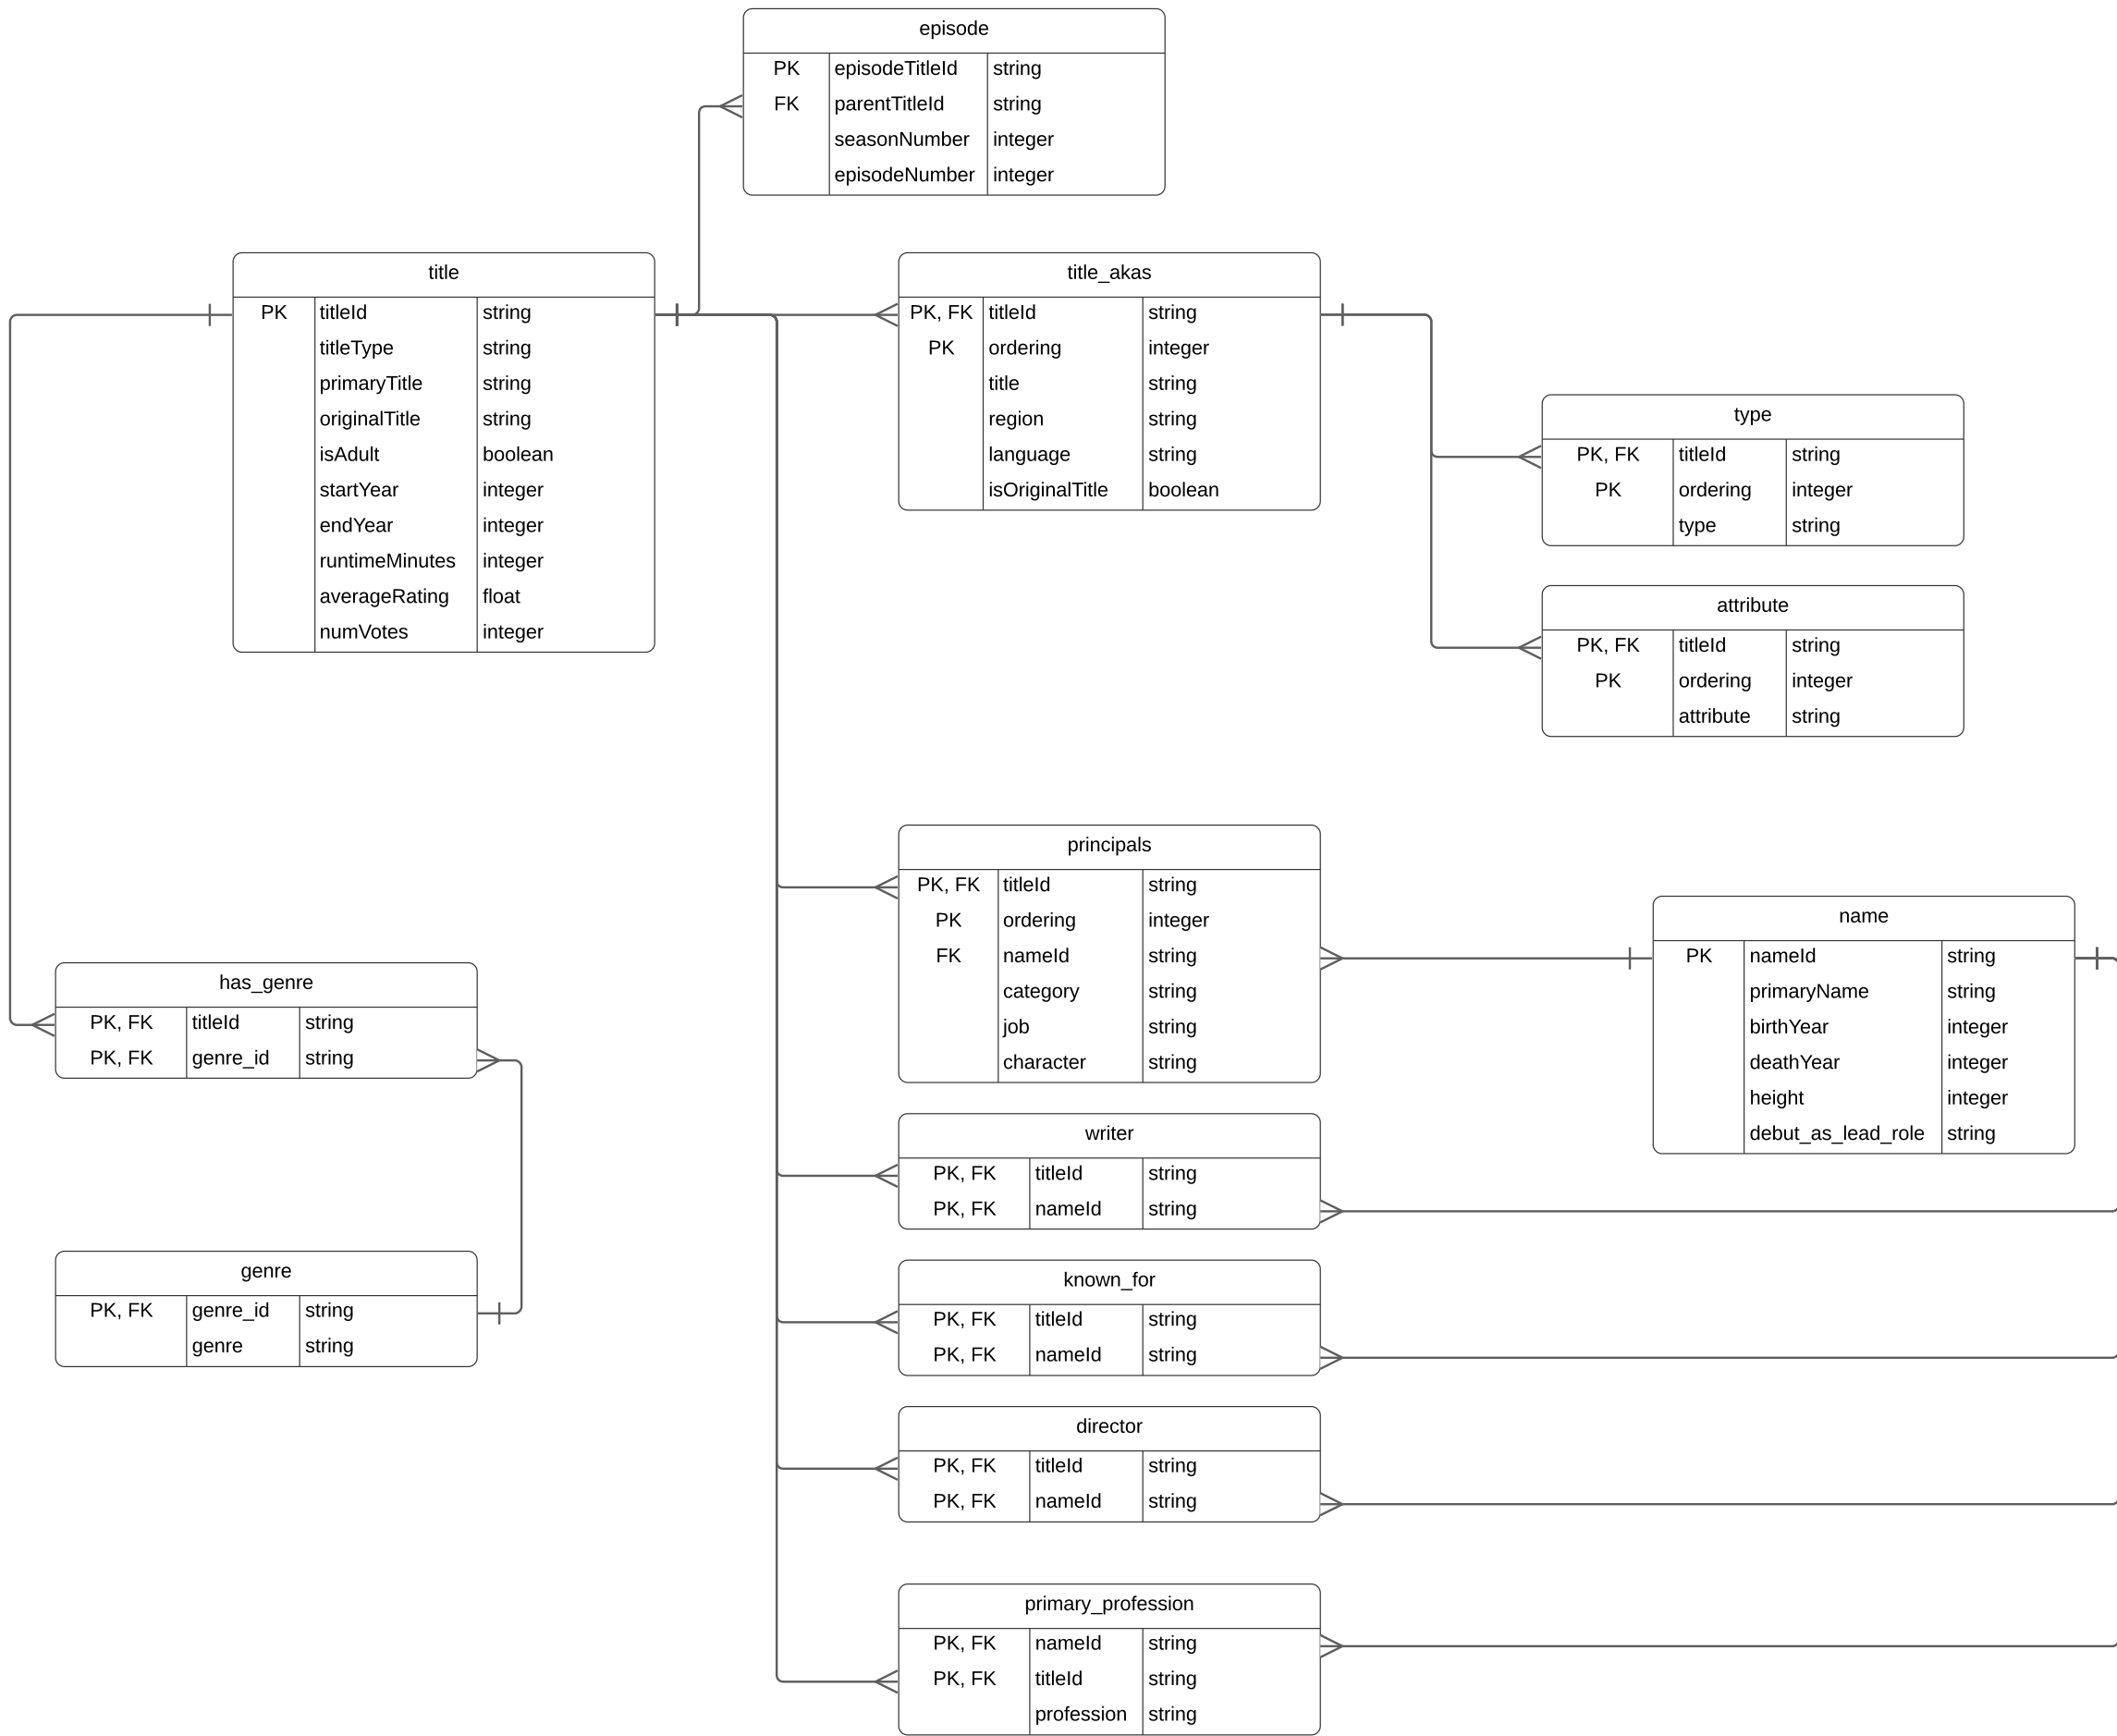 episode
PK episodeTitleId string
FK parentTitleId string
seasonNumber integer
episodeNumber integer
title
PK titleId string
titleType string
primaryTitle string
originalTitle string
isAdult boolean
startYear integer
endYear integer
runtimeMinutes integer
averageRating float
numVotes integer
title_akas
PK, FK titleId string
PK ordering integer
title string
region string
language string
isOriginalTitle boolean
type
PK, FK titleId string
PK ordering integer
type string
attribute
PK, FK titleId string
PK ordering integer
attribute string
principals
PK, FK titleId string
PK ordering integer
FK nameId string
category string
job string
character string
name
PK nameId string
primaryName string
birthYear integer
deathYear integer
height integer
debut_as_lead_role string
has_genre
PK, FK titleId string
PK, FK genre_id string
writer
PK, FK titleId string
PK, FK nameId string
genre
PK, FK genre_id string
genre string
known_for
PK, FK titleId string
PK, FK nameId string
director
PK, FK titleId string
PK, FK nameId string
primary_profession
PK, FK nameId string
PK, FK titleId string
profession string